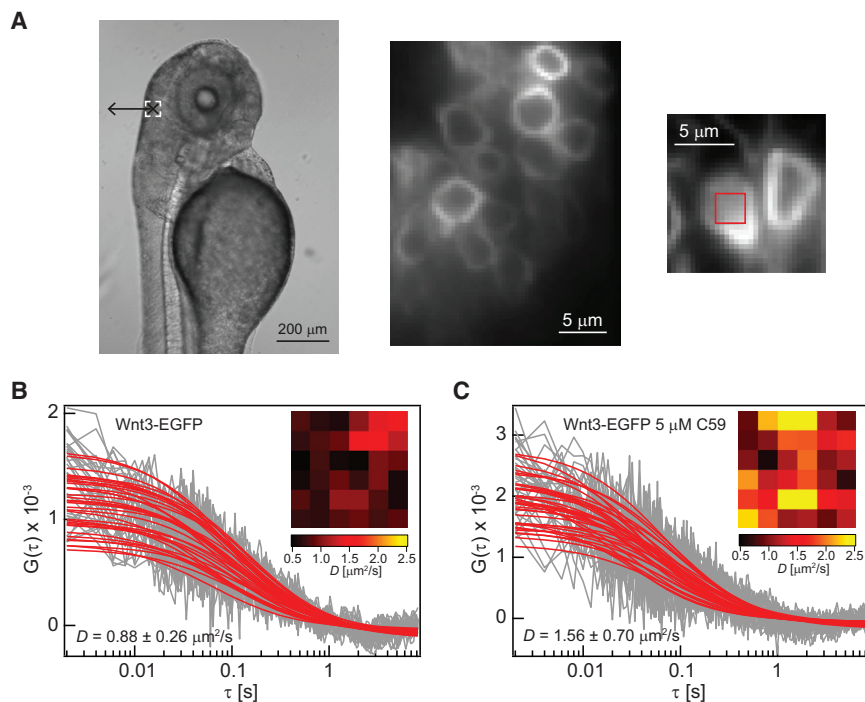 A
200 μm
5 μm
5 μm
B
C
2
1
0
G(τ) x 10⁻³
Wnt3-EGFP
0.5 1.0 1.5 2.0 2.5
D [μm²/s]
D = 0.88 ± 0.26 μm²/s
0.01 0.1 1
τ [s]
3
2
1
0
G(τ) x 10⁻³
Wnt3-EGFP 5 μM C59
0.5 1.0 1.5 2.0 2.5
D [μm²/s]
D = 1.56 ± 0.70 μm²/s
0.01 0.1 1
τ [s]